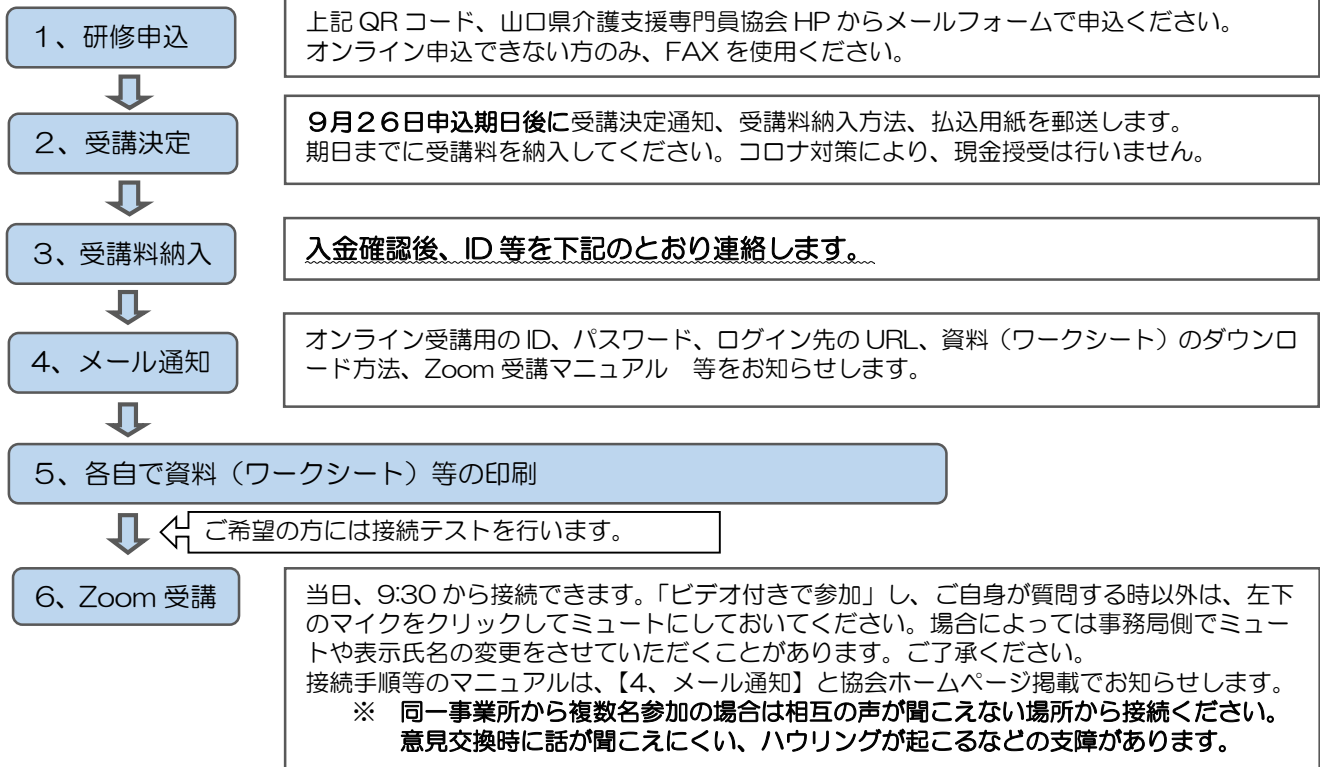 1、研修申込
上記 QR コード、山口県介護支援専門員協会 HP からメールフォームで申込ください。
オンライン申込できない方のみ、FAX を使用ください。
2、受講決定
9月26日申込期日後に受講決定通知、受講料納入方法、払込用紙を郵送します。
期日までに受講料を納入してください。コロナ対策により、現金授受は行いません。
3、受講料納入
入金確認後、ID 等を下記のとおり連絡します。
4、メール通知
オンライン受講用の ID、パスワード、ログイン先の URL、資料（ワークシート）のダウンロ
ード方法、Zoom 受講マニュアル　等をお知らせします。
5、各自で資料（ワークシート）等の印刷
ご希望の方には接続テストを行います。
6、Zoom 受講
当日、9:30 から接続できます。「ビデオ付きで参加」し、ご自身が質問する時以外は、左下
のマイクをクリックしてミュートにしておいてください。場合によっては事務局側でミュー
トや表示氏名の変更をさせていただくことがあります。ご了承ください。
接続手順等のマニュアルは、【4、メール通知】と協会ホームページ掲載でお知らせします。
※　同一事業所から複数名参加の場合は相互の声が聞こえない場所から接続ください。
意見交換時に話が聞こえにくい、ハウリングが起こるなどの支障があります。